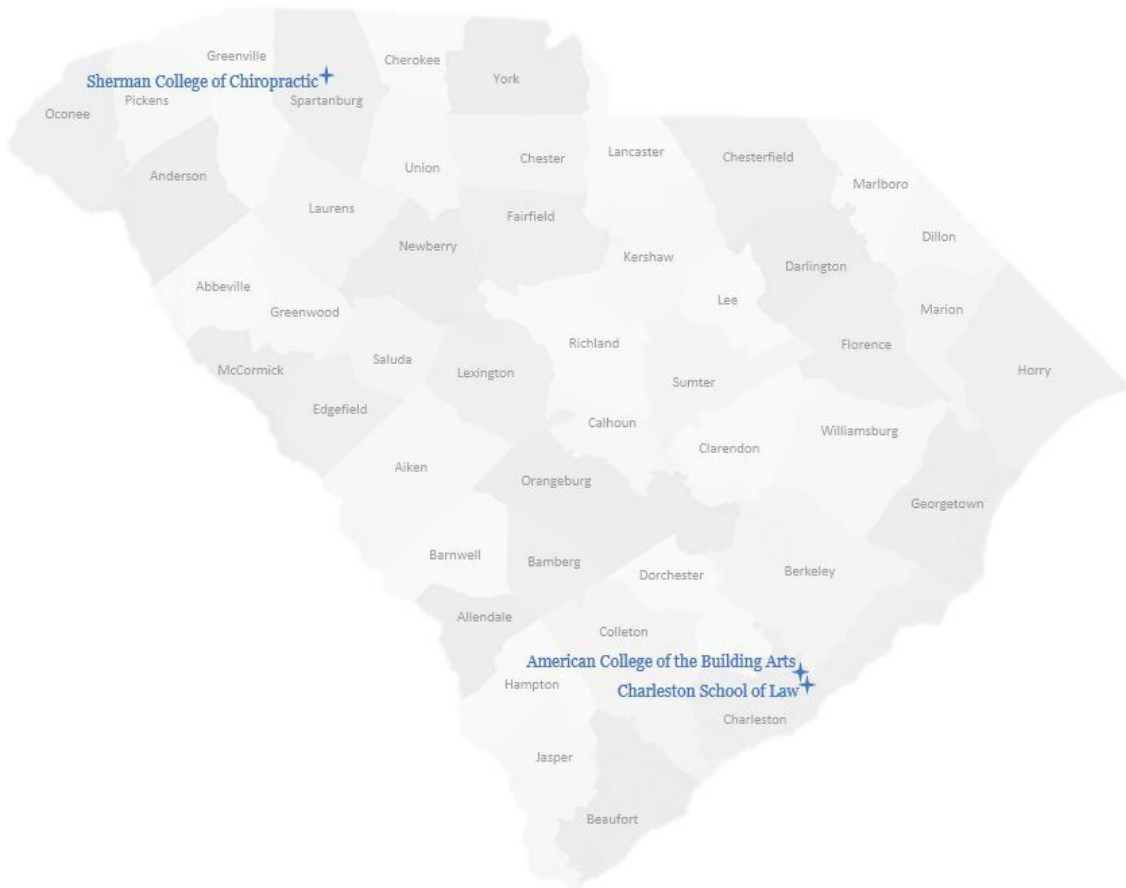 Greenville
Cherokee
Sherman College of Chiropractic
York
Pickens
Spartanburg
Oconee
Lancaster
Chester
Chesterfield
Union
Anderson
Marlboro
Laurens
Fairfield
Dillon
Newberry
Kershaw
Darlington
Abbeville
Lee
Greenwood
Marion
Richland
Florence
Saluda
McCormick
Lexington
Horry
Sumter
Edgefield
Calhoun
Williamsburg
Clarendon
Aiken
Orangeburg
Georgetown
Barnwell
Bamberg
Dorchester
Berkeley
Allendale
Colleton
American College of the Building Arts
Hampton
Charleston School of Law
Charleston
Jasper
Beaufort